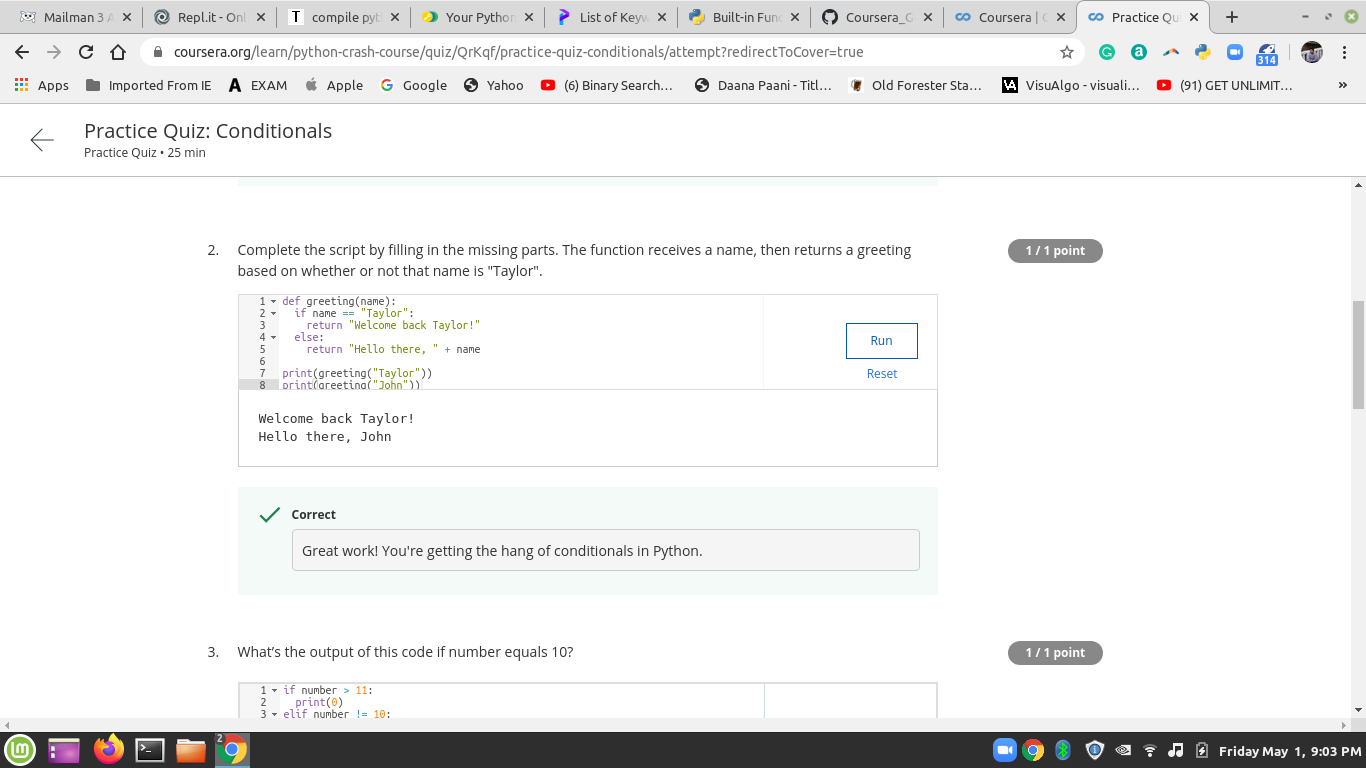 Mailman 3 A
Repl.it - Onl
T compile pyt
Your Python
List of Keyw
Built-in Fun
Coursera_G
Coursera | C
Practice Qu
coursera.org/learn/python-crash-course/quiz/QrKqf/practice-quiz-conditionals/attempt?redirectToCover=true
314
Apps Imported From IE A EXAM Apple Google Yahoo (6) Binary Search... Daana Paani - Titl... Old Forester Sta... VisuAlgo - visuali... (91) GET UNLIMIT... »
Practice Quiz: Conditionals
Practice Quiz • 25 min
2. Complete the script by filling in the missing parts. The function receives a name, then returns a greeting
based on whether or not that name is "Taylor".
1 / 1 point
1 def greeting(name):
2 if name == "Taylor":
3 return "Welcome back Taylor!"
4 else:
5 return "Hello there, " + name
6
7 print(greeting("Taylor"))
8 print(greeting("John"))
Run
Reset
Welcome back Taylor!
Hello there, John
Correct
Great work! You're getting the hang of conditionals in Python.
3. What’s the output of this code if number equals 10?
1 / 1 point
1 if number > 11:
2 print(0)
3 elif number != 10:
2
Friday May 1, 9:03 PM